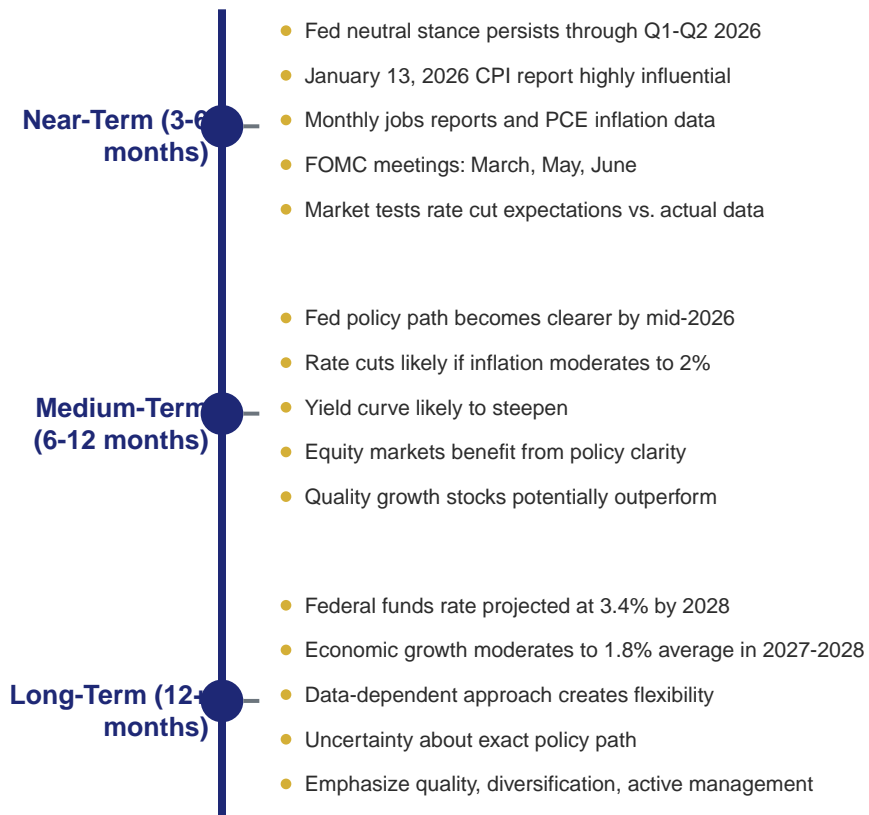 Near-Term (3-6
months)
Fed neutral stance persists through Q1-Q2 2026
January 13, 2026 CPI report highly influential
Monthly jobs reports and PCE inflation data
FOMC meetings: March, May, June
Market tests rate cut expectations vs. actual data
Medium-Term
(6-12 months)
Fed policy path becomes clearer by mid-2026
Rate cuts likely if inflation moderates to 2%
Yield curve likely to steepen
Equity markets benefit from policy clarity
Quality growth stocks potentially outperform
Long-Term (12+
months)
Federal funds rate projected at 3.4% by 2028
Economic growth moderates to 1.8% average in 2027-2028
Data-dependent approach creates flexibility
Uncertainty about exact policy path
Emphasize quality, diversification, active management